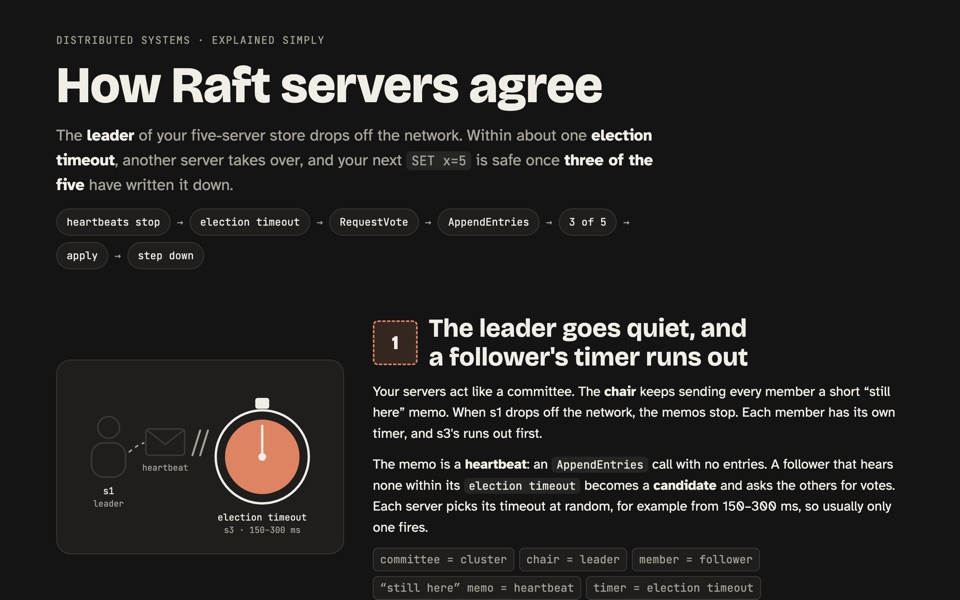 DISTRIBUTED SYSTEMS · EXPLAINED SIMPLY
How Raft servers agree
The leader of your five-server store drops off the network. Within about one election
timeout, another server takes over, and your next SET x=5 is safe once three of the
five have written it down.
heartbeats stop → election timeout → RequestVote → AppendEntries → 3 of 5 →
apply → step down
1
The leader goes quiet, and
a follower's timer runs out
Your servers act like a committee. The chair keeps sending every member a short “still
here” memo. When s1 drops off the network, the memos stop. Each member has its own
timer, and s3's runs out first.
The memo is a heartbeat: an AppendEntries call with no entries. A follower that hears
none within its election timeout becomes a candidate and asks the others for votes.
Each server picks its timeout at random, for example from 150–300 ms, so usually only
one fires.
committee = cluster chair = leader member = follower
“still here” memo = heartbeat timer = election timeout
heartbeat
s1
leader
election timeout
s3 · 150–300 ms